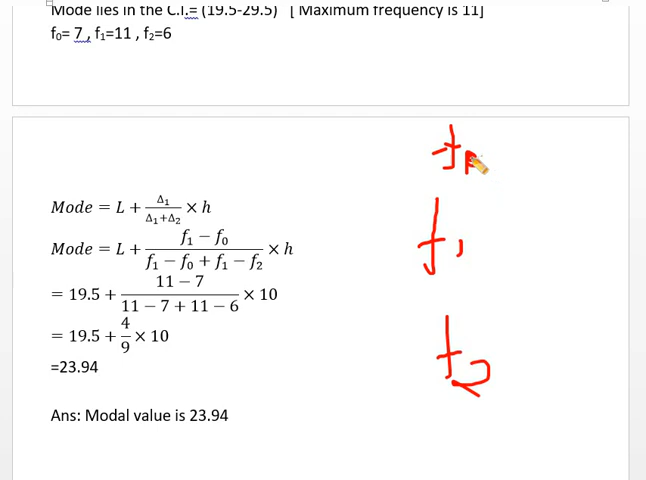 Mode lies in the C.I.= (19.5-29.5) [ Maximum frequency is 11]
f₀= 7 , f₁=11 , f₂=6
Mode = L + Δ₁/(Δ₁+Δ₂) × h
Mode = L + (f₁ − f₀)/(f₁ − f₀ + f₁ − f₂) × h
= 19.5 + (11 − 7)/(11 − 7 + 11 − 6) × 10
= 19.5 + 4/9 × 10
=23.94
Ans: Modal value is 23.94
f₁
f₂